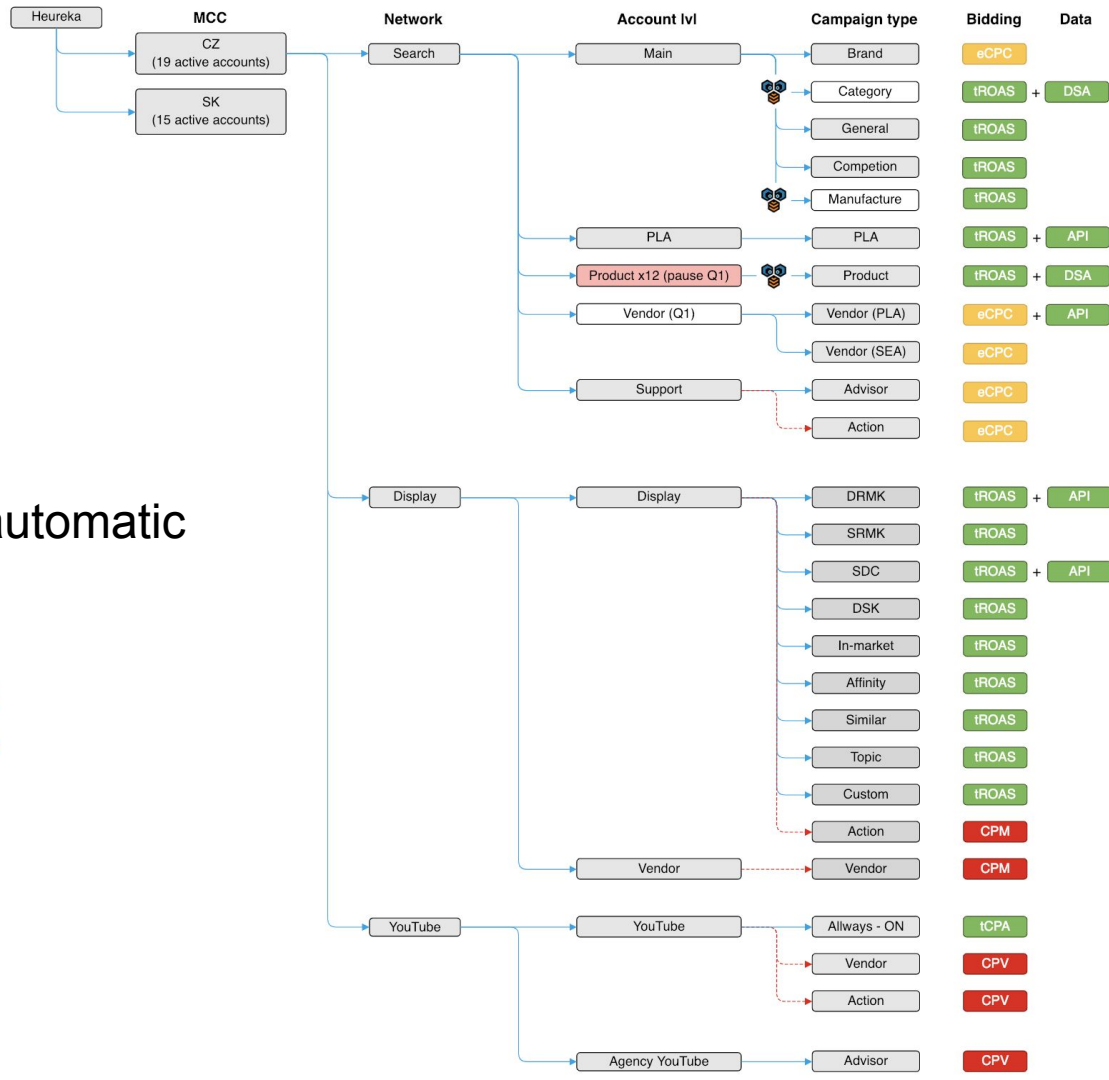 Heureka
MCC
Network
Account lvl
Campaign type
Bidding
Data
CZ
(19 active accounts)
Search
Main
Brand
eCPC
Category
tROAS + DSA
SK
(15 active accounts)
General
tROAS
Competion
tROAS
Manufacture
tROAS
PLA
PLA
tROAS + API
Product x12 (pause Q1)
Product
tROAS + DSA
Vendor (Q1)
Vendor (PLA)
eCPC + API
Vendor (SEA)
eCPC
Support
Advisor
eCPC
Action
eCPC
automatic
Display
Display
DRMK
tROAS + API
SRMK
tROAS
SDC
tROAS + API
DSK
tROAS
In-market
tROAS
Affinity
tROAS
Similar
tROAS
Topic
tROAS
Custom
tROAS
Action
CPM
Vendor
Vendor
CPM
YouTube
YouTube
Allways - ON
tCPA
Vendor
CPV
Action
CPV
Agency YouTube
Advisor
CPV